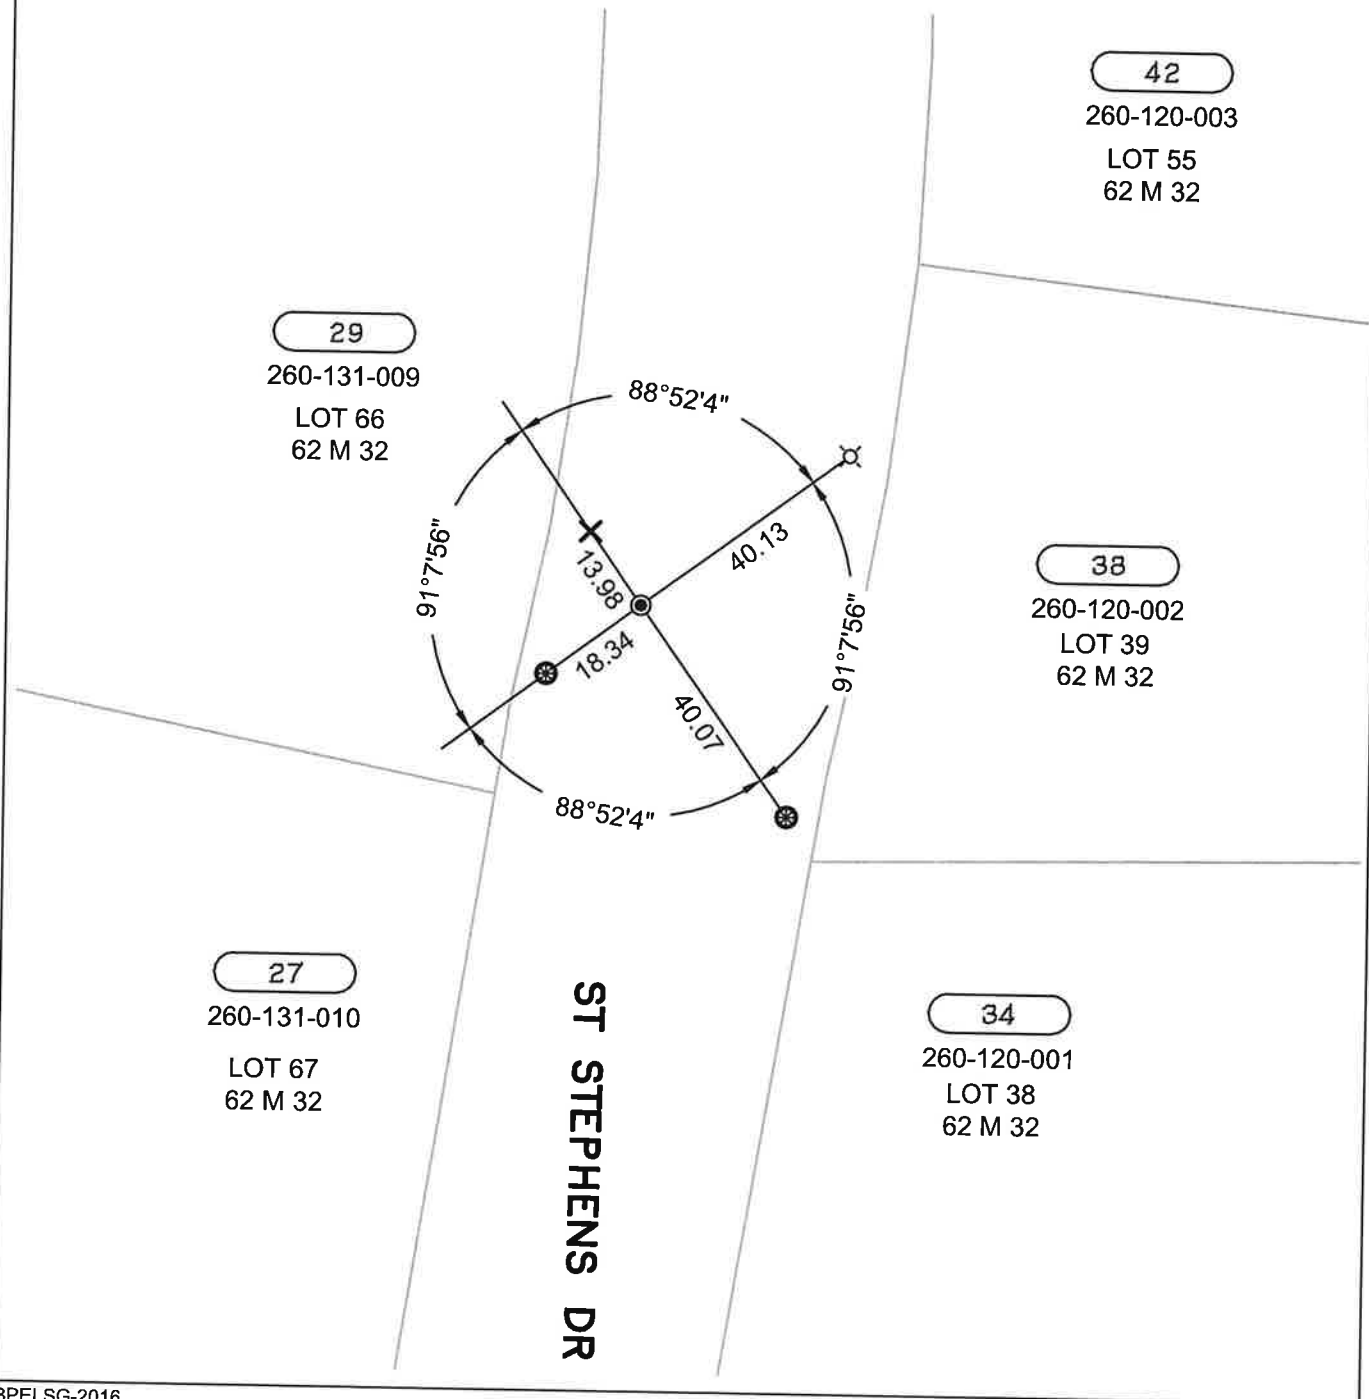 42
260-120-003
LOT 55
62 M 32
29
260-131-009
LOT 66
62 M 32
88°52'4"
91°7'56"
13.98
40.13
18.34
40.07
91°7'56"
88°52'4"
38
260-120-002
LOT 39
62 M 32
27
260-131-010
LOT 67
62 M 32
ST STEPHENS DR
34
260-120-001
LOT 38
62 M 32
BPELSG-2016